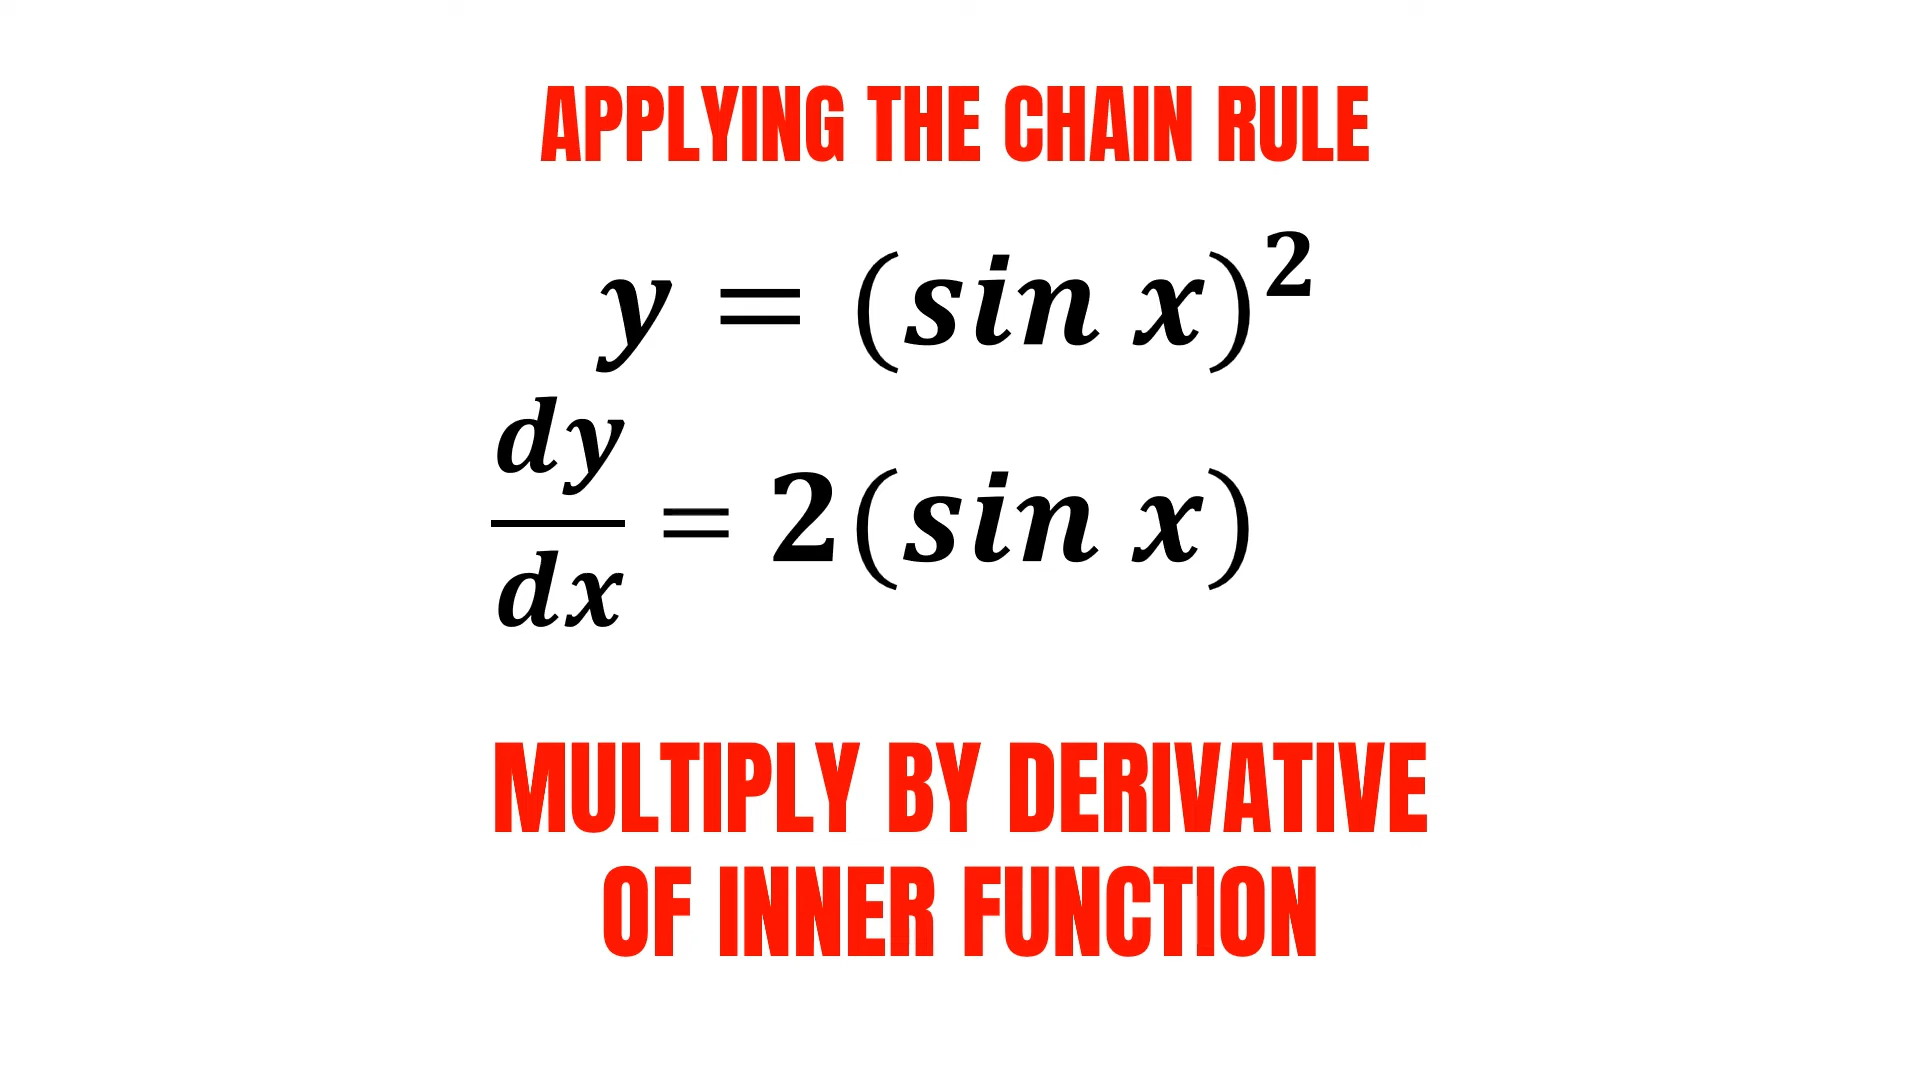 APPLYING THE CHAIN RULE
y = (sin x)²
dy/dx = 2(sin x)
MULTIPLY BY DERIVATIVE
OF INNER FUNCTION